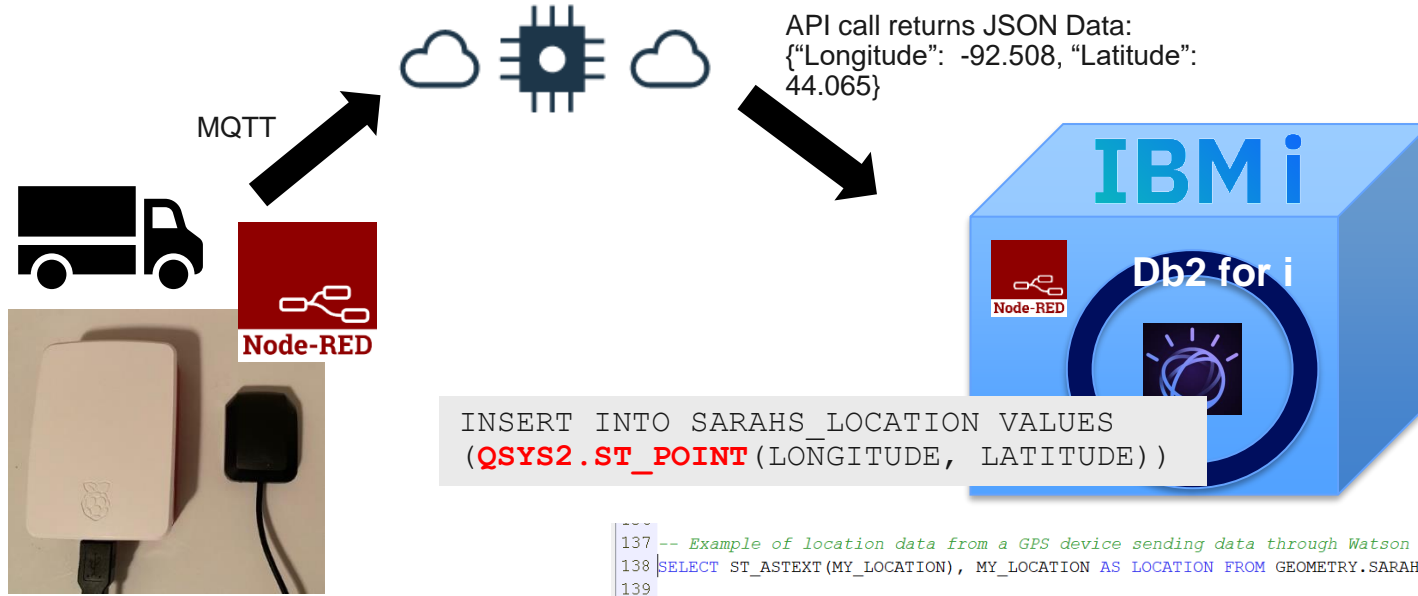 API call returns JSON Data:
{“Longitude”:  -92.508, “Latitude”:
44.065}
MQTT
IBM i
Node-RED
Db2 for i
Node-RED
INSERT INTO SARAHS_LOCATION VALUES
(QSYS2.ST_POINT(LONGITUDE, LATITUDE))
137 -- Example of location data from a GPS device sending data through Watson
138 SELECT ST_ASTEXT(MY_LOCATION), MY_LOCATION AS LOCATION FROM GEOMETRY.SARAH
139